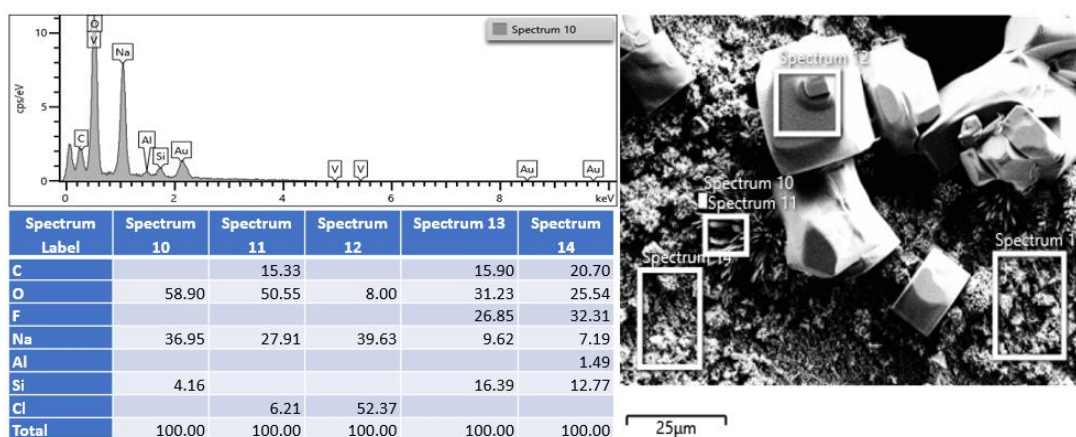 Spectrum 10
10
5
0
cps/eV
O
V
Na
C
Al
Si
Au
V
V
Au
Au
0
2
4
6
8
keV
Spectrum Label
Spectrum 10
Spectrum 11
Spectrum 12
Spectrum 13
Spectrum 14
C 15.33 15.90 20.70
O 58.90 50.55 8.00 31.23 25.54
F 26.85 32.31
Na 36.95 27.91 39.63 9.62 7.19
Al 1.49
Si 4.16 16.39 12.77
Cl 6.21 52.37
Total 100.00 100.00 100.00 100.00 100.00
Spectrum 12
Spectrum 10
Spectrum 11
Spectrum 14
Spectrum 1
25μm